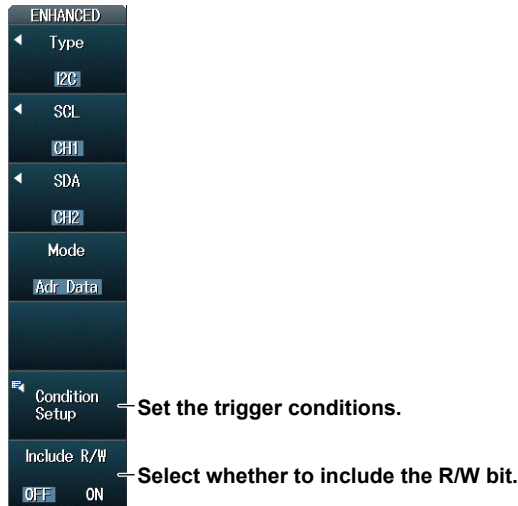 ENHANCED
Type
I2C
SCL
CH1
SDA
CH2
Mode
Adr Data
Condition
Setup
Set the trigger conditions.
Include R/W
OFF ON
Select whether to include the R/W bit.